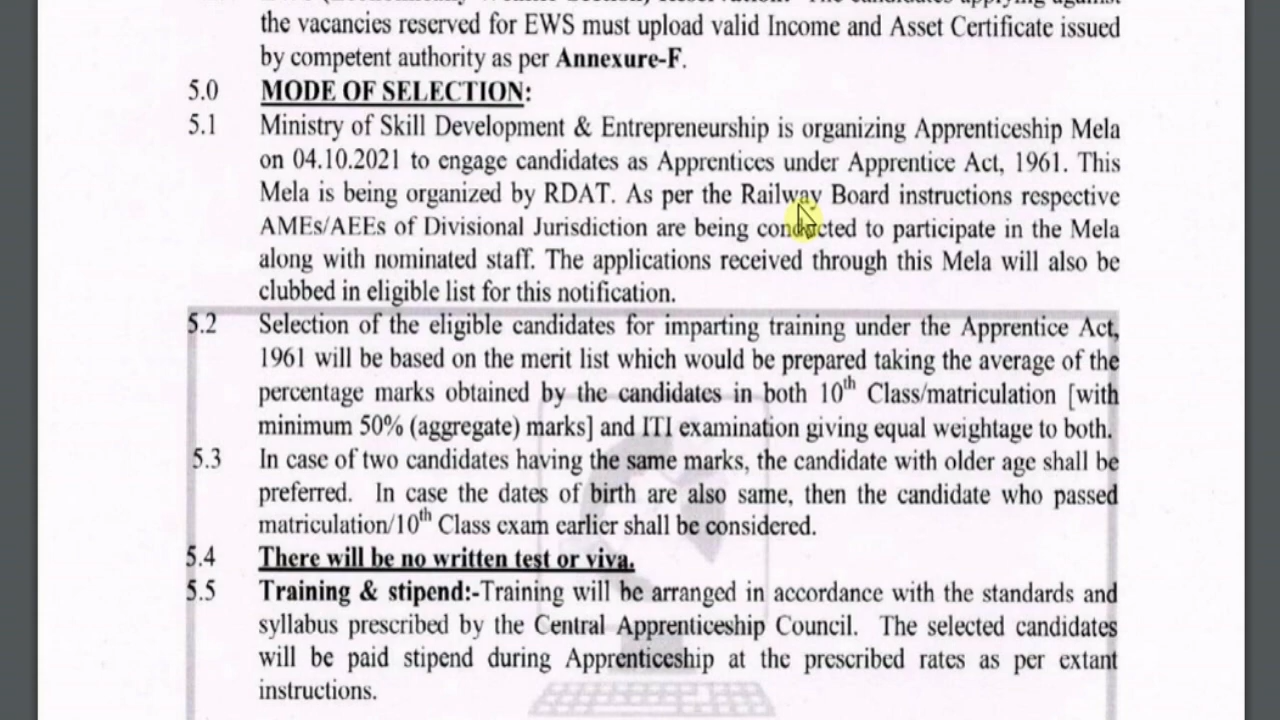 the vacancies reserved for EWS must upload valid Income and Asset Certificate issued
by competent authority as per Annexure-F.
5.0 MODE OF SELECTION:
5.1 Ministry of Skill Development & Entrepreneurship is organizing Apprenticeship Mela
on 04.10.2021 to engage candidates as Apprentices under Apprentice Act, 1961. This
Mela is being organized by RDAT. As per the Railway Board instructions respective
AMEs/AEEs of Divisional Jurisdiction are being conducted to participate in the Mela
along with nominated staff. The applications received through this Mela will also be
clubbed in eligible list for this notification.
5.2 Selection of the eligible candidates for imparting training under the Apprentice Act,
1961 will be based on the merit list which would be prepared taking the average of the
percentage marks obtained by the candidates in both 10th Class/matriculation [with
minimum 50% (aggregate) marks] and ITI examination giving equal weightage to both.
5.3 In case of two candidates having the same marks, the candidate with older age shall be
preferred. In case the dates of birth are also same, then the candidate who passed
matriculation/10th Class exam earlier shall be considered.
5.4 There will be no written test or viva.
5.5 Training & stipend:-Training will be arranged in accordance with the standards and
syllabus prescribed by the Central Apprenticeship Council. The selected candidates
will be paid stipend during Apprenticeship at the prescribed rates as per extant
instructions.